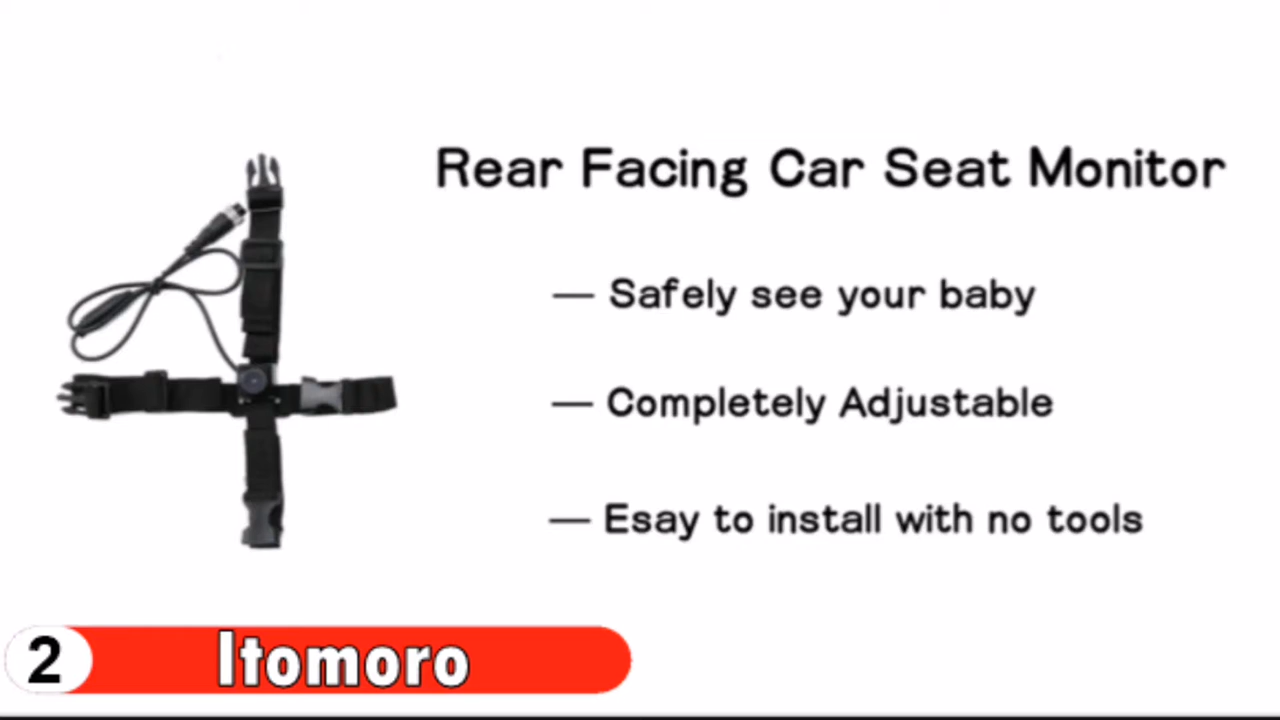 Rear Facing Car Seat Monitor
— Safely see your baby
— Completely Adjustable
— Esay to install with no tools
2 Itomoro